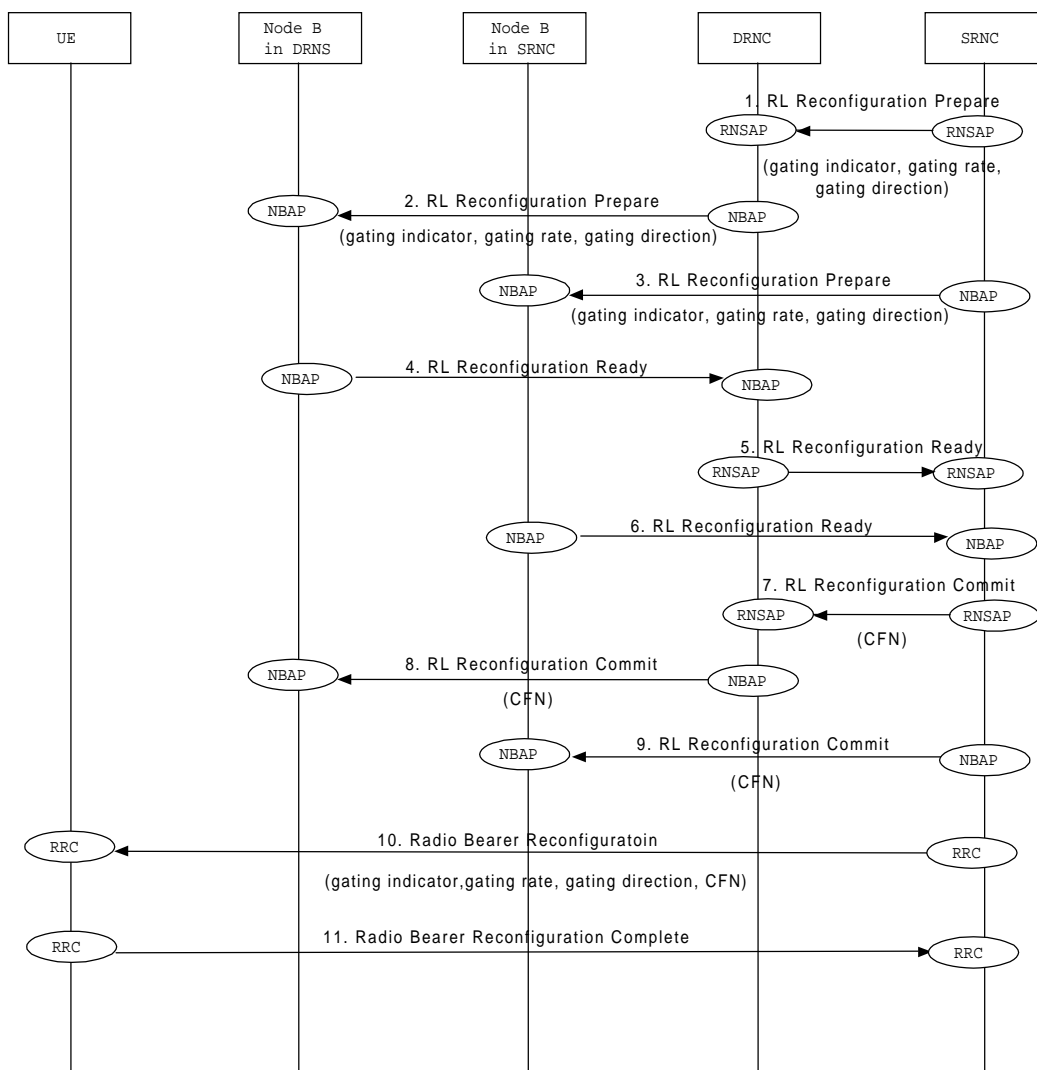 UE
Node B
in DRNS
Node B
in SRNC
DRNC
SRNC
1. RL Reconfiguration Prepare
RNSAP
RNSAP
(gating indicator, gating rate,
gating direction)
2. RL Reconfiguration Prepare
NBAP
NBAP
(gating indicator, gating rate, gating direction)
3. RL Reconfiguration Prepare
NBAP
NBAP
(gating indicator, gating rate, gating direction)
4. RL Reconfiguration Ready
NBAP
NBAP
5. RL Reconfiguration Ready
RNSAP
RNSAP
6. RL Reconfiguration Ready
NBAP
NBAP
7. RL Reconfiguration Commit
RNSAP
RNSAP
(CFN)
8. RL Reconfiguration Commit
NBAP
NBAP
(CFN)
9. RL Reconfiguration Commit
NBAP
NBAP
(CFN)
10. Radio Bearer Reconfiguratoin
RRC
RRC
(gating indicator,gating rate, gating direction, CFN)
11. Radio Bearer Reconfiguration Complete
RRC
RRC